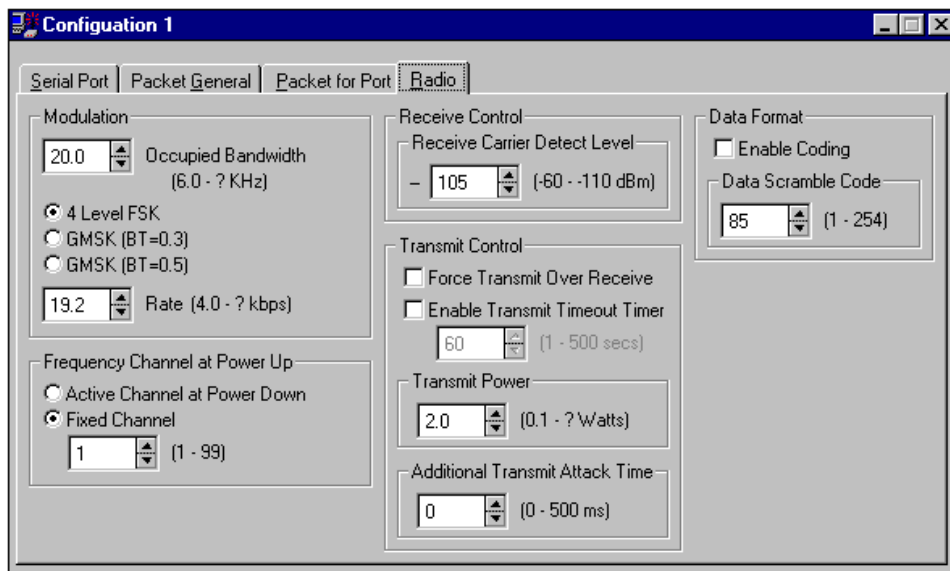 Configuation 1
Serial Port
Packet General
Packet for Port
Radio
Modulation
20.0
Occupied Bandwidth
(6.0 - ? KHz)
4 Level FSK
GMSK (BT=0.3)
GMSK (BT=0.5)
19.2
Rate (4.0 - ? kbps)
Frequency Channel at Power Up
Active Channel at Power Down
Fixed Channel
1
(1 - 99)
Receive Control
Receive Carrier Detect Level
– 105
(-60 - -110 dBm)
Transmit Control
Force Transmit Over Receive
Enable Transmit Timeout Timer
60
(1 - 500 secs)
Transmit Power
2.0
(0.1 - ? Watts)
Additional Transmit Attack Time
0
(0 - 500 ms)
Data Format
Enable Coding
Data Scramble Code
85
(1 - 254)